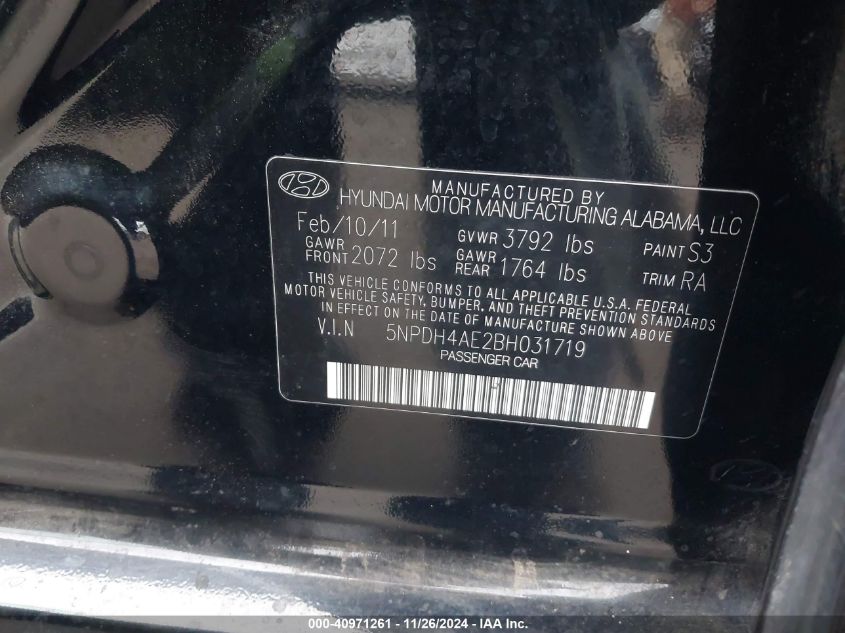 MANUFACTURED BY
HYUNDAI MOTOR MANUFACTURING ALABAMA, LLC
Feb/10/11 GVWR 3792 lbs PAINT S3
GAWR FRONT 2072 lbs GAWR REAR 1764 lbs TRIM RA
THIS VEHICLE CONFORMS TO ALL APPLICABLE U.S.A. FEDERAL
MOTOR VEHICLE SAFETY, BUMPER, AND THEFT PREVENTION STANDARDS
IN EFFECT ON THE DATE OF MANUFACTURE SHOWN ABOVE
V.I.N 5NPDH4AE2BH031719
PASSENGER CAR
000-40971261 - 11/26/2024 - IAA Inc.